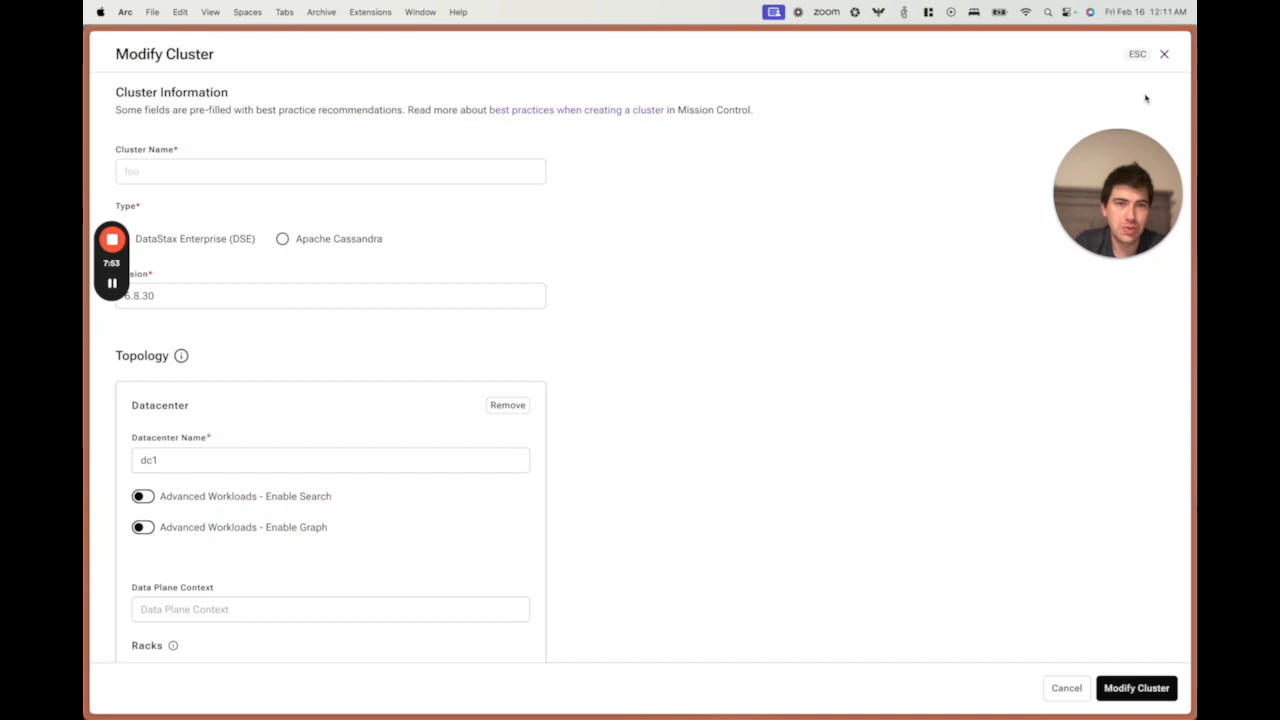 Arc File Edit View Spaces Tabs Archive Extensions Window Help zoom Fri Feb 16 12:11 AM
Modify Cluster ESC
Cluster Information
Some fields are pre-filled with best practice recommendations. Read more about best practices when creating a cluster in Mission Control.
Cluster Name*
foo
Type*
DataStax Enterprise (DSE) Apache Cassandra
7:53
sion*
6.8.30
Topology
Datacenter Remove
Datacenter Name*
dc1
Advanced Workloads - Enable Search
Advanced Workloads - Enable Graph
Data Plane Context
Data Plane Context
Racks
Cancel Modify Cluster